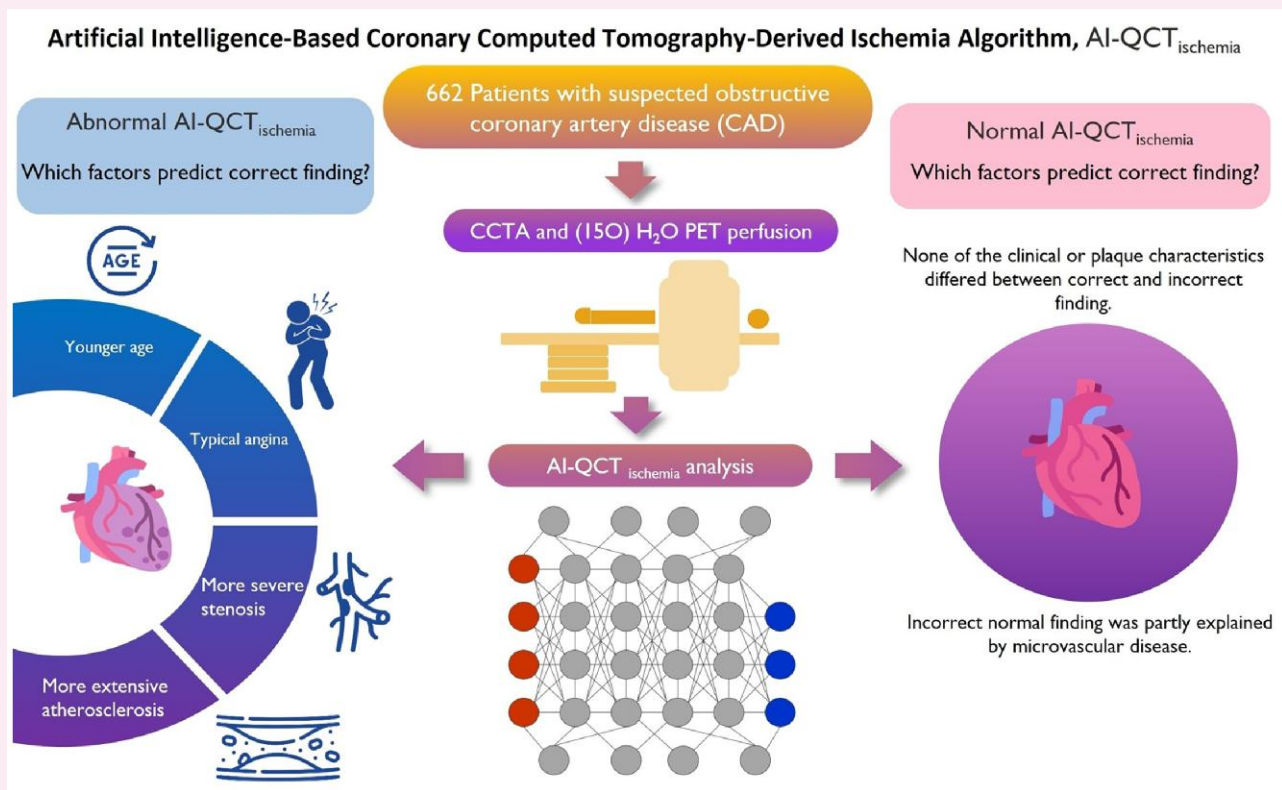 Artificial Intelligence-Based Coronary Computed Tomography-Derived Ischemia Algorithm, AI-QCTischemia
Abnormal AI-QCTischemia
Which factors predict correct finding?
AGE
Younger age
Typical angina
More severe
stenosis
More extensive
atherosclerosis
662 Patients with suspected obstructive
coronary artery disease (CAD)
CCTA and (15O) H2O PET perfusion
AI-QCT ischemia analysis
Normal AI-QCTischemia
Which factors predict correct finding?
None of the clinical or plaque characteristics
differed between correct and incorrect
finding.
Incorrect normal finding was partly explained
by microvascular disease.